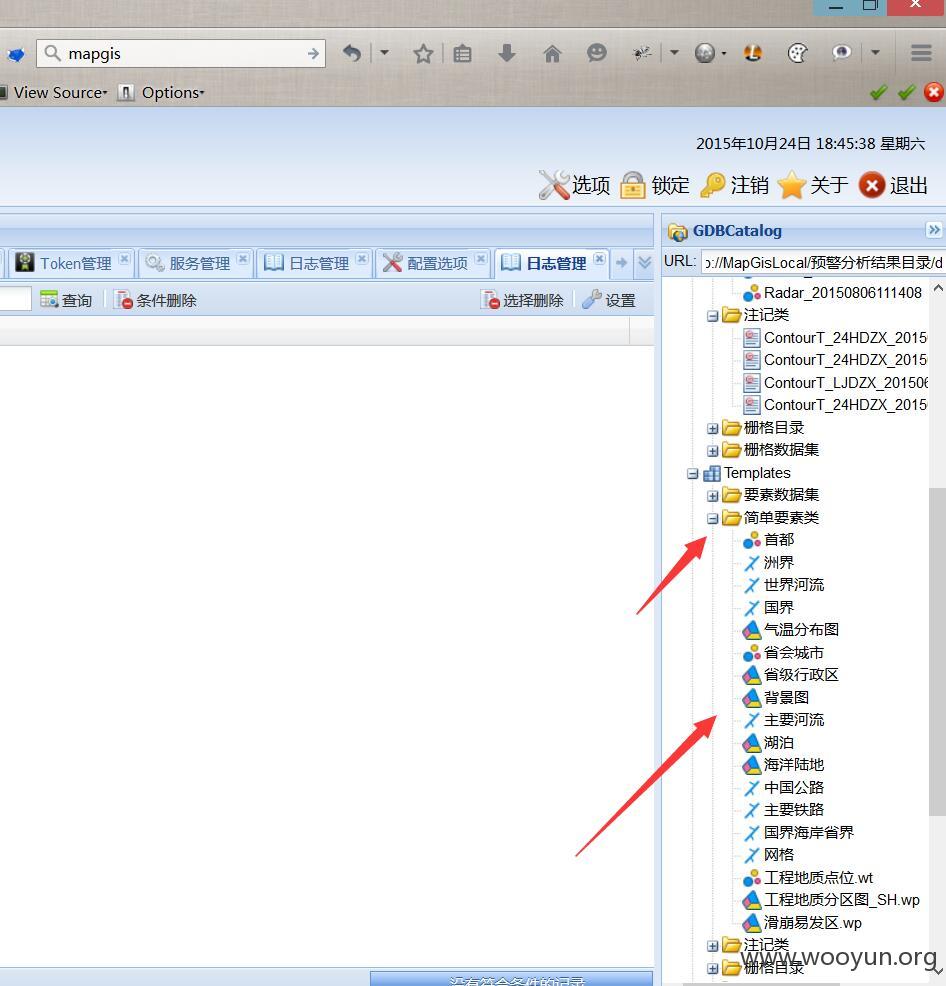 mapgis
View Source
Options
2015年10月24日 18:45:38 星期六
选项 锁定 注销 关于 退出
GDBCatalog
Token管理 服务管理 日志管理 配置选项 日志管理
URL: ://MapGisLocal/预警分析结果目录/d
查询 条件删除 选择删除 设置
Radar_20150806111408
注记类
ContourT_24HDZX_2015
ContourT_24HDZX_2015
ContourT_LJDZX_20150
ContourT_24HDZX_2015
栅格目录
栅格数据集
Templates
要素数据集
简单要素类
首都
洲界
世界河流
国界
气温分布图
省会城市
省级行政区
背景图
主要河流
湖泊
海洋陆地
中国公路
主要铁路
国界海岸省界
网格
工程地质点位.wt
工程地质分区图_SH.wp
滑崩易发区.wp
注记类
www.wooyun.org
栅格目录
没有符合条件的记录